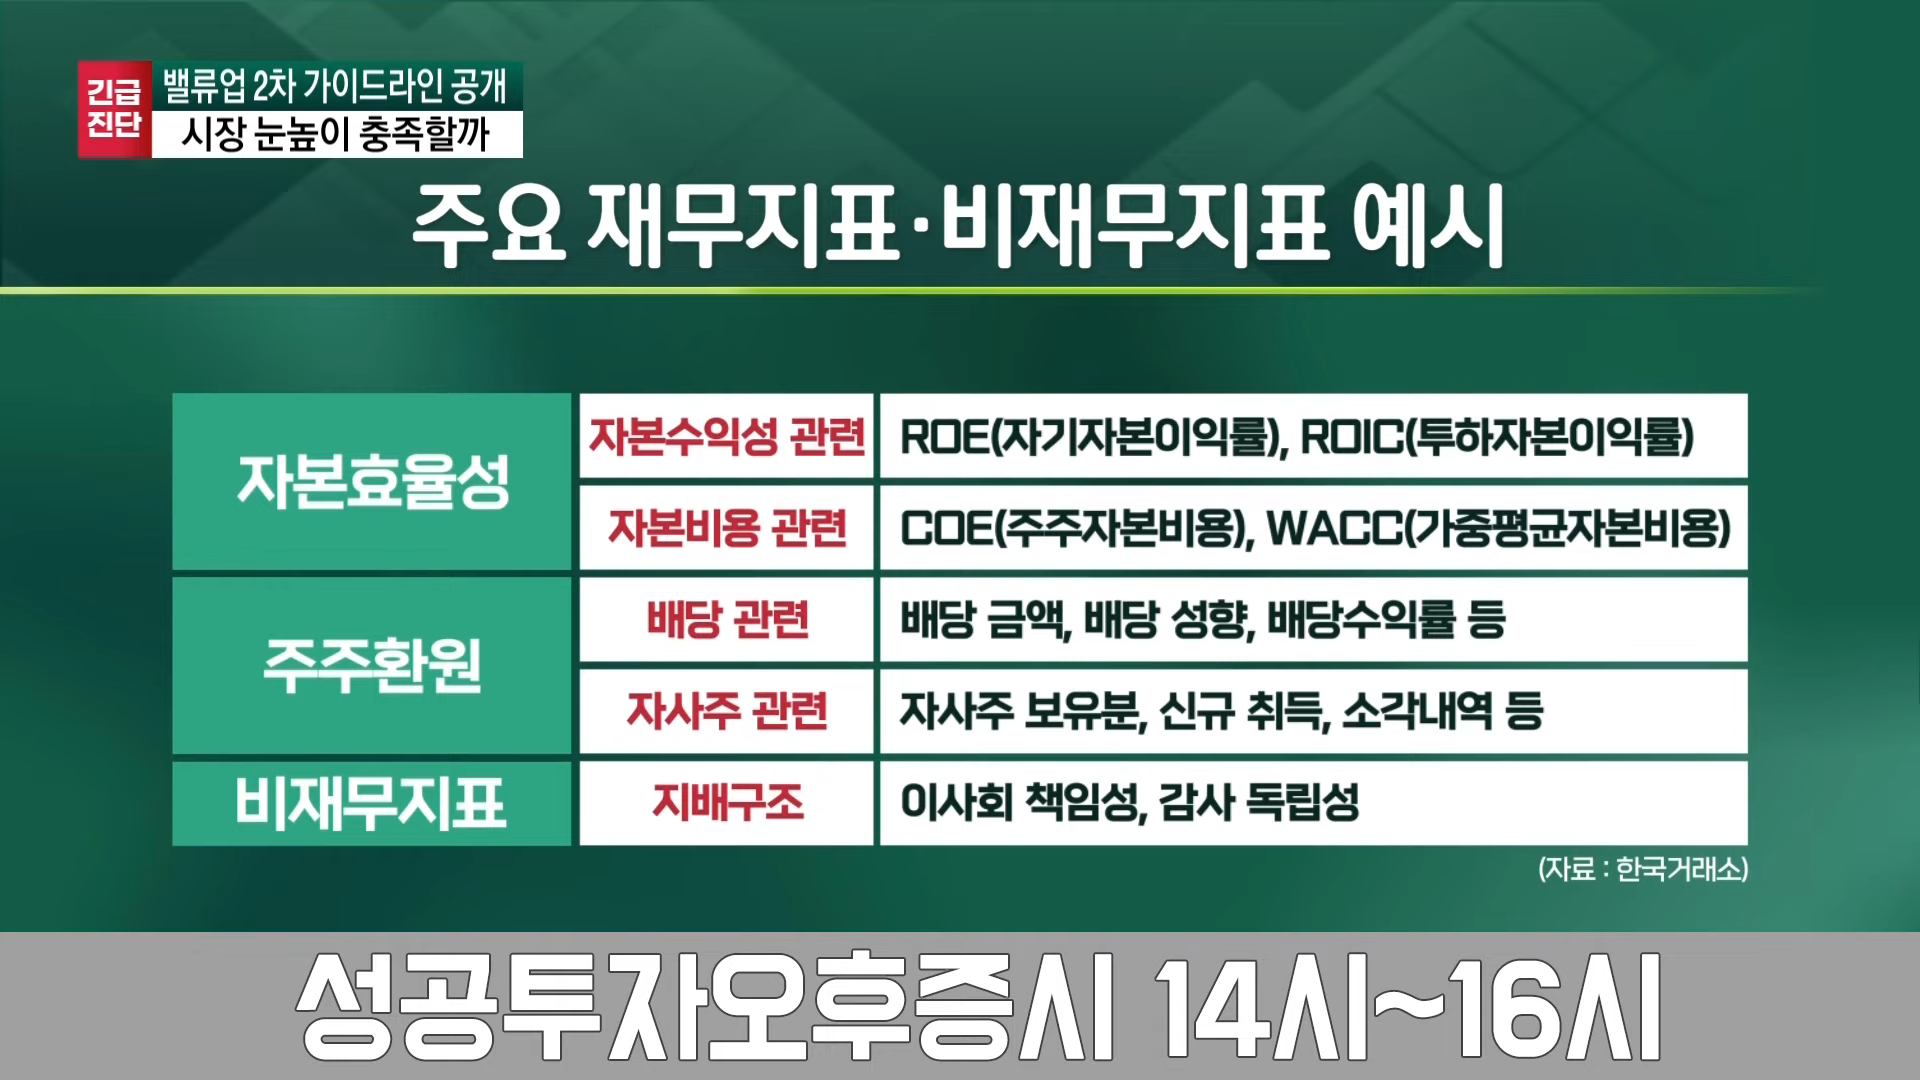 긴급
진단
밸류업 2차 가이드라인 공개
시장 눈높이 충족할까
주요 재무지표·비재무지표 예시
자본효율성
자본수익성 관련
ROE(자기자본이익률), ROIC(투하자본이익률)
자본비용 관련
COE(주주자본비용), WACC(가중평균자본비용)
주주환원
배당 관련
배당 금액, 배당 성향, 배당수익률 등
자사주 관련
자사주 보유분, 신규 취득, 소각내역 등
비재무지표
지배구조
이사회 책임성, 감사 독립성
(자료 : 한국거래소)
성공투자오후증시 14시~16시